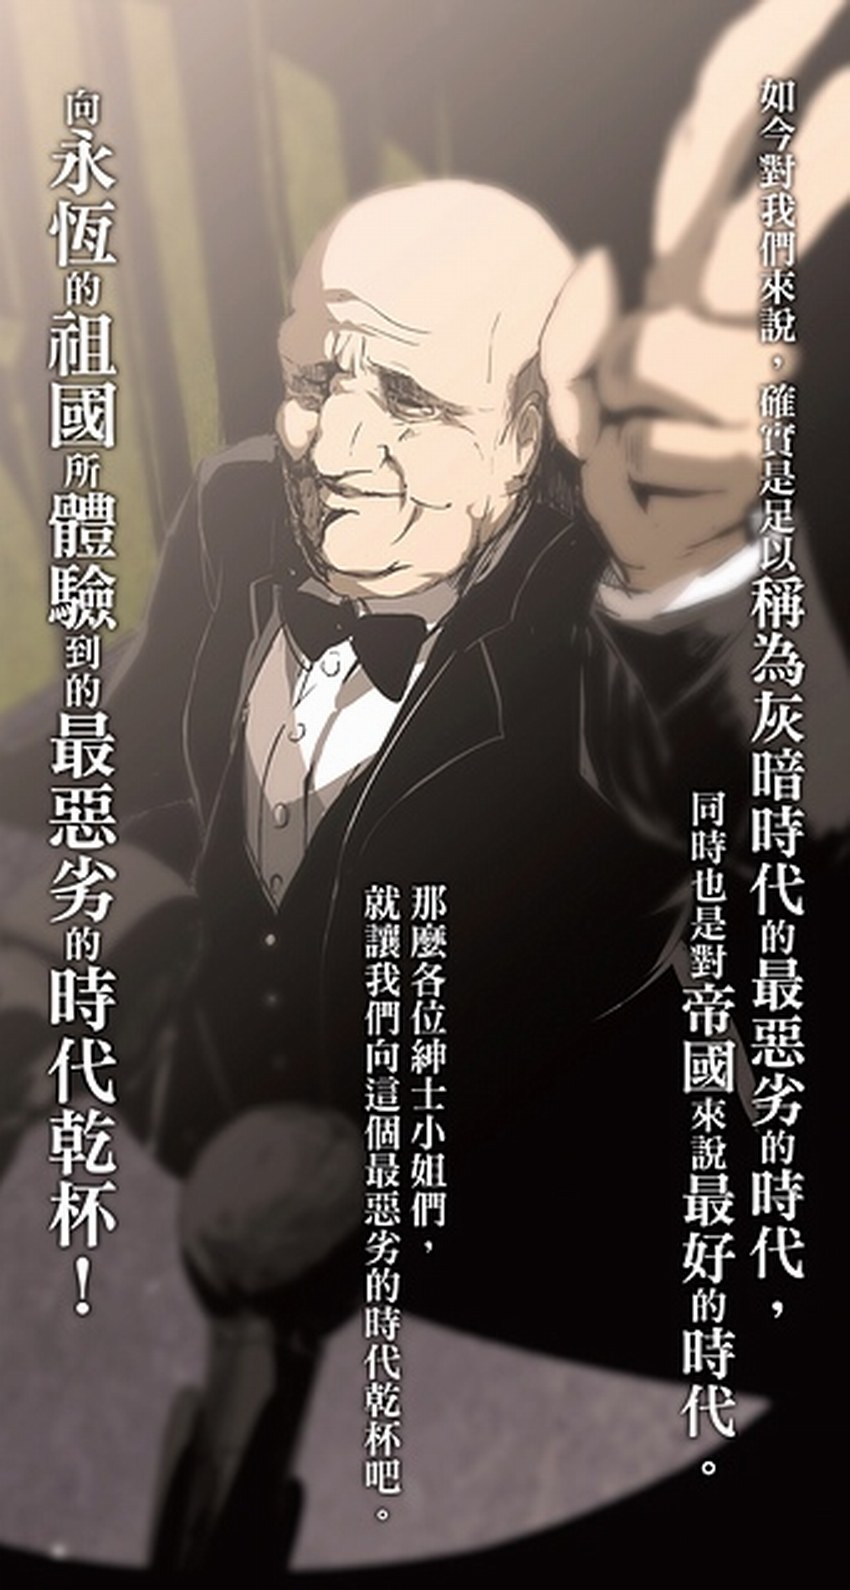 如今對我們來說，確實是足以稱為灰暗時代的最惡劣的時代，
同時也是對帝國來說最好的時代。
那麼各位紳士小姐們，
就讓我們向這個最惡劣的時代乾杯吧。
向永恆的祖國所體驗到的最惡劣的時代乾杯！